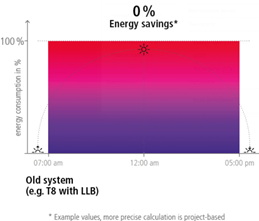 0 %
Energy savings*
100 %
energy consumption in %
07:00 am
12:00 am
05:00 pm
Old system
(e.g. T8 with LLB)
* Example values, more precise calculation is project-based